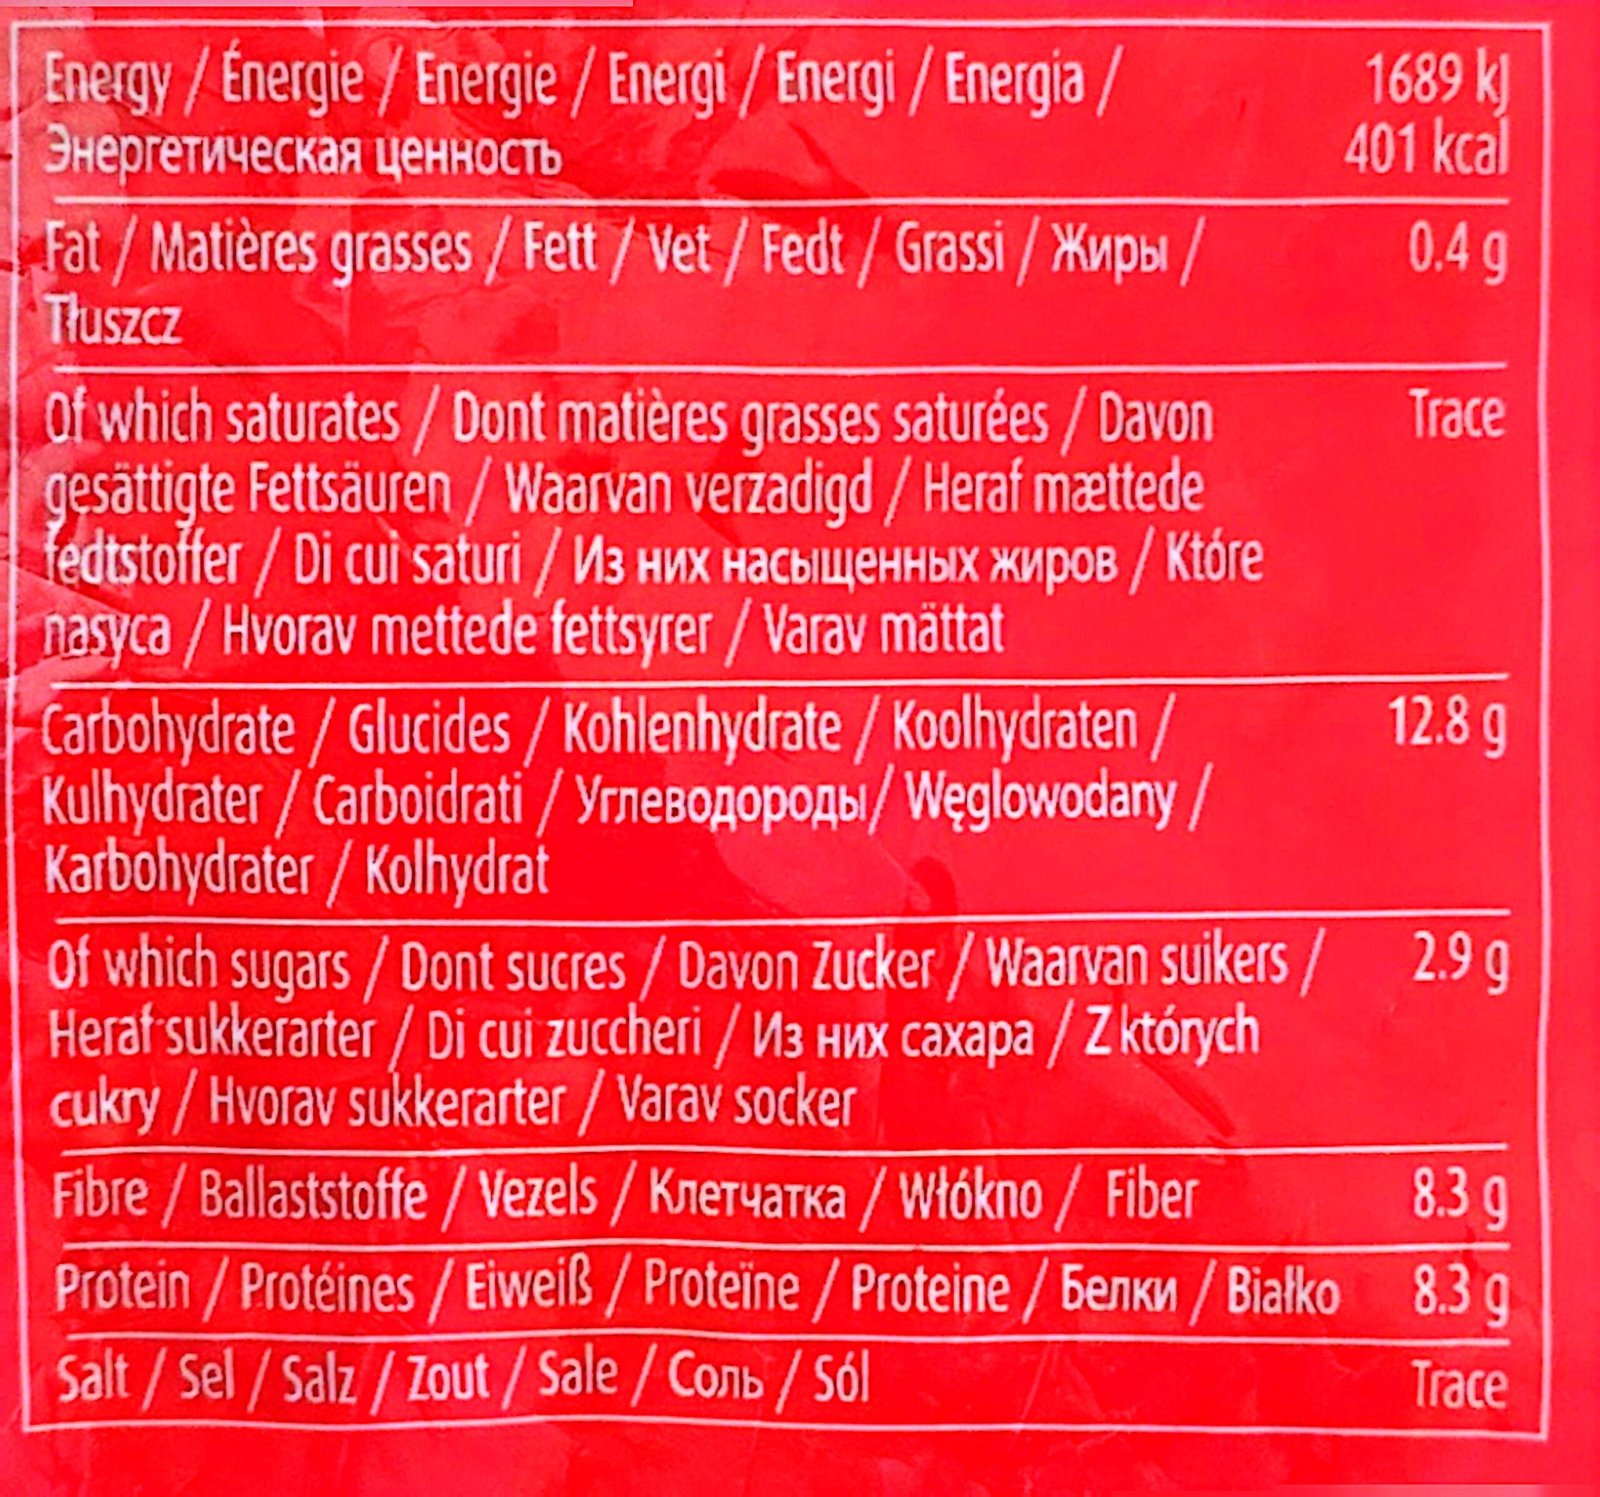 Energy / Énergie / Energie / Energi / Energi / Energia / 1689 kJ
Энергетическая ценность 401 kcal
Fat / Matières grasses / Fett / Vet / Fedt / Grassi / Жиры / 0.4 g
Tłuszcz
Of which saturates / Dont matières grasses saturées / Davon Trace
gesättigte Fettsäuren / Waarvan verzadigd / Heraf mættede
fedtstoffer / Di cui saturi / Из них насыщенных жиров / Które
nasyca / Hvorav mettede fettsyrer / Varav mättat
Carbohydrate / Glucides / Kohlenhydrate / Koolhydraten / 12.8 g
Kulhydrater / Carboidrati / Углеводороды/ Węglowodany /
Karbohydrater / Kolhydrat
Of which sugars / Dont sucres / Davon Zucker / Waarvan suikers / 2.9 g
Heraf sukkerarter / Di cui zuccheri / Из них сахара / Z których
cukry / Hvorav sukkerarter / Varav socker
Fibre / Ballaststoffe / Vezels / Клетчатка / Włókno / Fiber 8.3 g
Protein / Protéines / Eiweiß / Proteïne / Proteine / Белки / Białko 8.3 g
Salt / Sel / Salz / Zout / Sale / Соль / Sól Trace